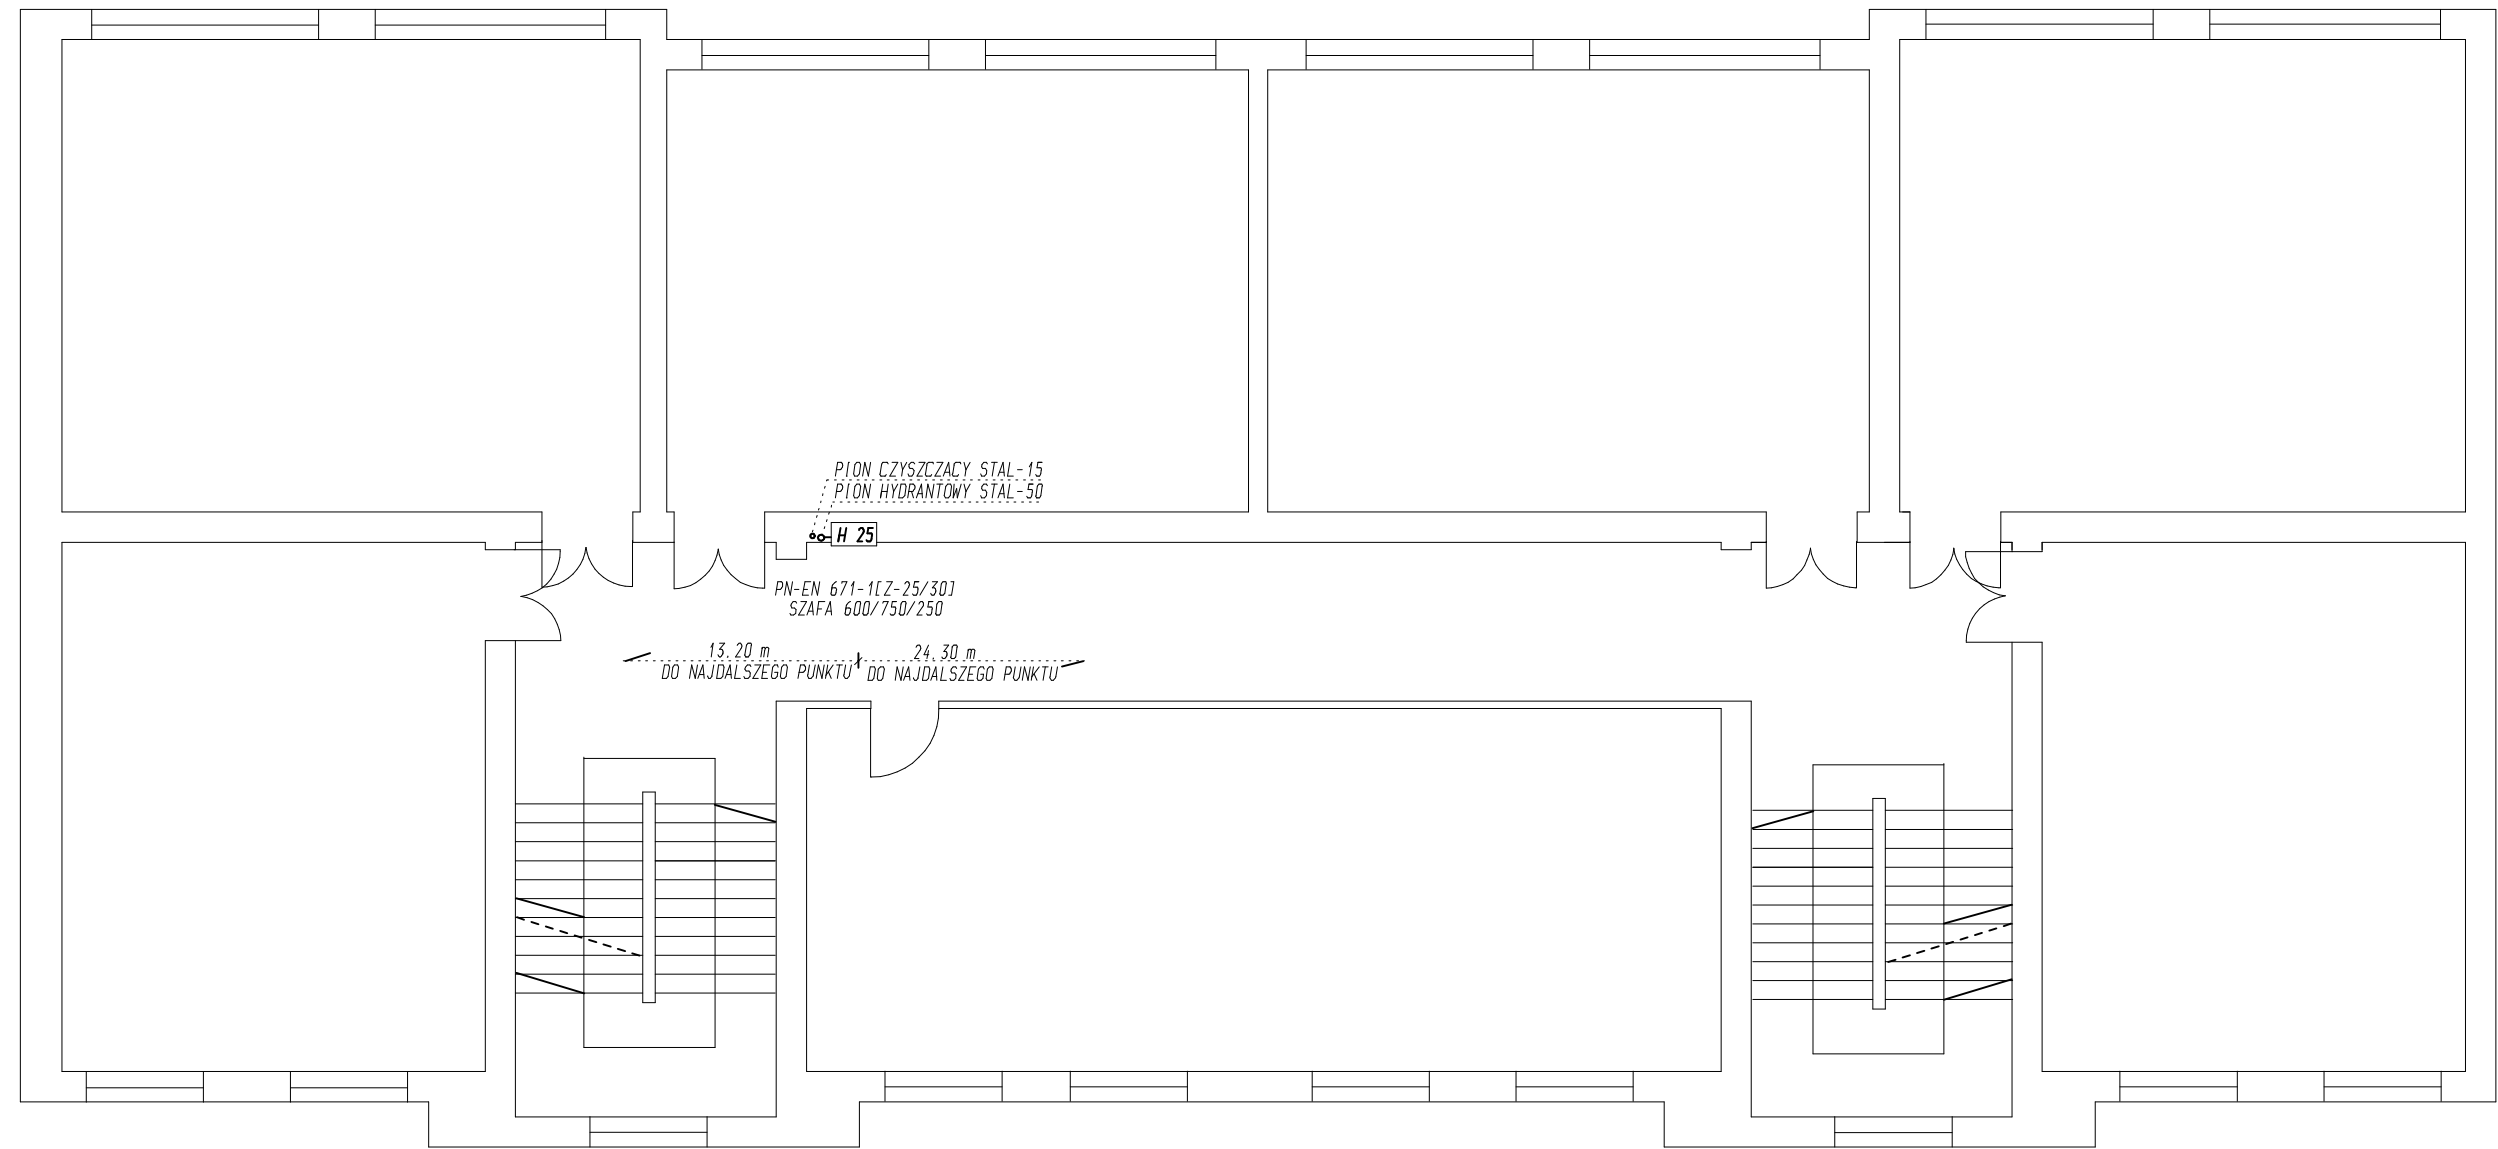 PION CZYSZCZĄCY STAL-15
PION HYDRANTOWY STAL-50
H 25
PN-EN 671-1[Z-25/30]
SZAFA 600/750/250
13.20 m
DO NAJDALSZEGO PUNKTU
24.30 m
DO NAJDALSZEGO PUNKTU